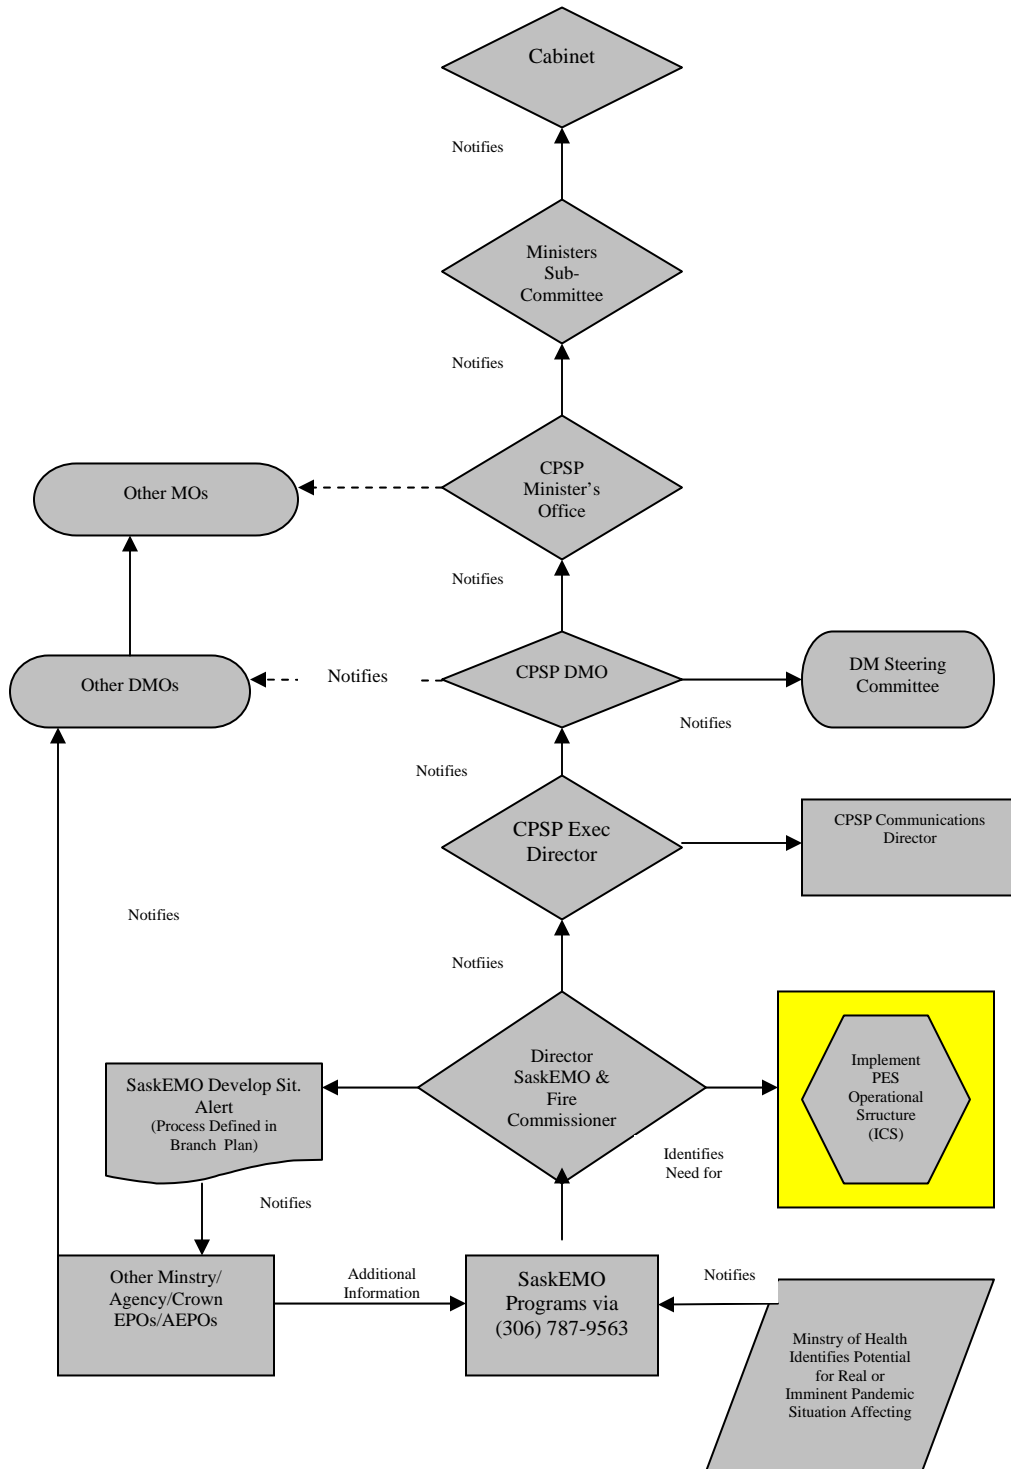 Cabinet
Notifies
Ministers
Sub-
Committee
Notifies
CPSP
Minister's
Office
Other MOs
Notifies
CPSP DMO
Other DMOs
Notifies
DM Steering
Committee
Notifies
Notifies
CPSP Exec
Director
CPSP Communications
Director
Notifies
Notfiies
Director
SaskEMO &
Fire
Commissioner
Implement
PES
Operational
Srructure
(ICS)
SaskEMO Develop Sit.
Alert
(Process Defined in
Branch Plan)
Identifies
Need for
Notifies
Other Minstry/
Agency/Crown
EPOs/AEPOs
Additional
Information
SaskEMO
Programs via
(306) 787-9563
Notifies
Minstry of Health
Identifies Potential
for Real or
Imminent Pandemic
Situation Affecting